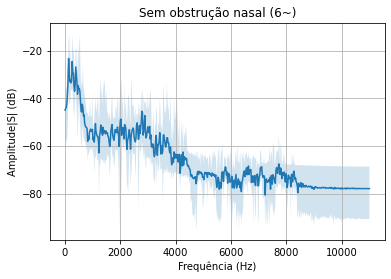 Sem obstrução nasal (6~)
Amplitude|S| (dB)
−20
−40
−60
−80
0 2000 4000 6000 8000 10000
Frequência (Hz)